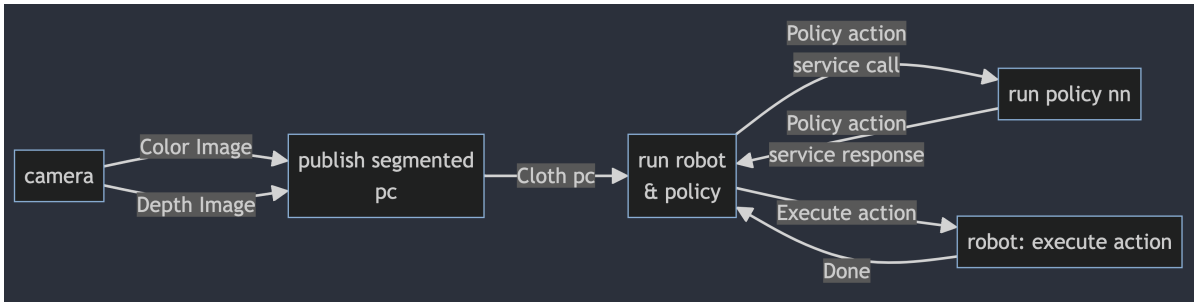 camera
Color Image
Depth Image
publish segmented
pc
Cloth pc
run robot
& policy
Policy action
service call
Policy action
service response
run policy nn
Execute action
Done
robot: execute action